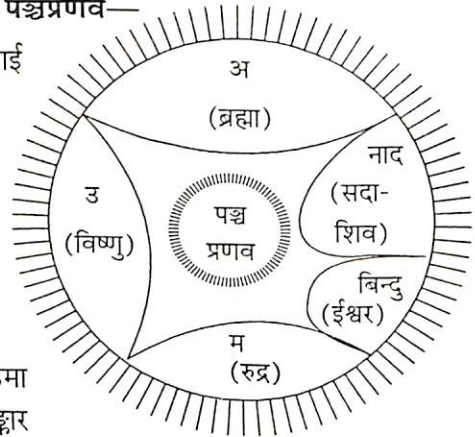 पञ्चप्रणव—
ाई
अ
(ब्रह्मा)
नाद
(सदा-
शिव)
उ
(विष्णु)
पञ्च
प्रणव
बिन्दु
(ईश्वर)
म
(रुद्र)
मा
ङ्कार